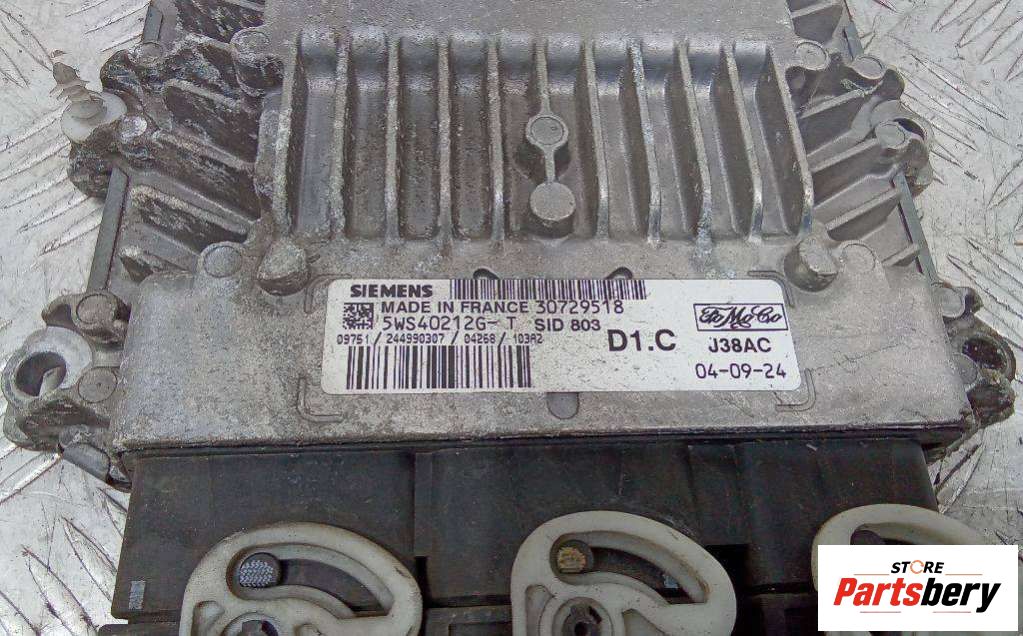 SIEMENS
MADE IN FRANCE 30729518
5WS40212G-T SID 803
09751/244990307/04268/103A2
D1.C
FoMoCo
J38AC
04-09-24
STORE
Partsbery